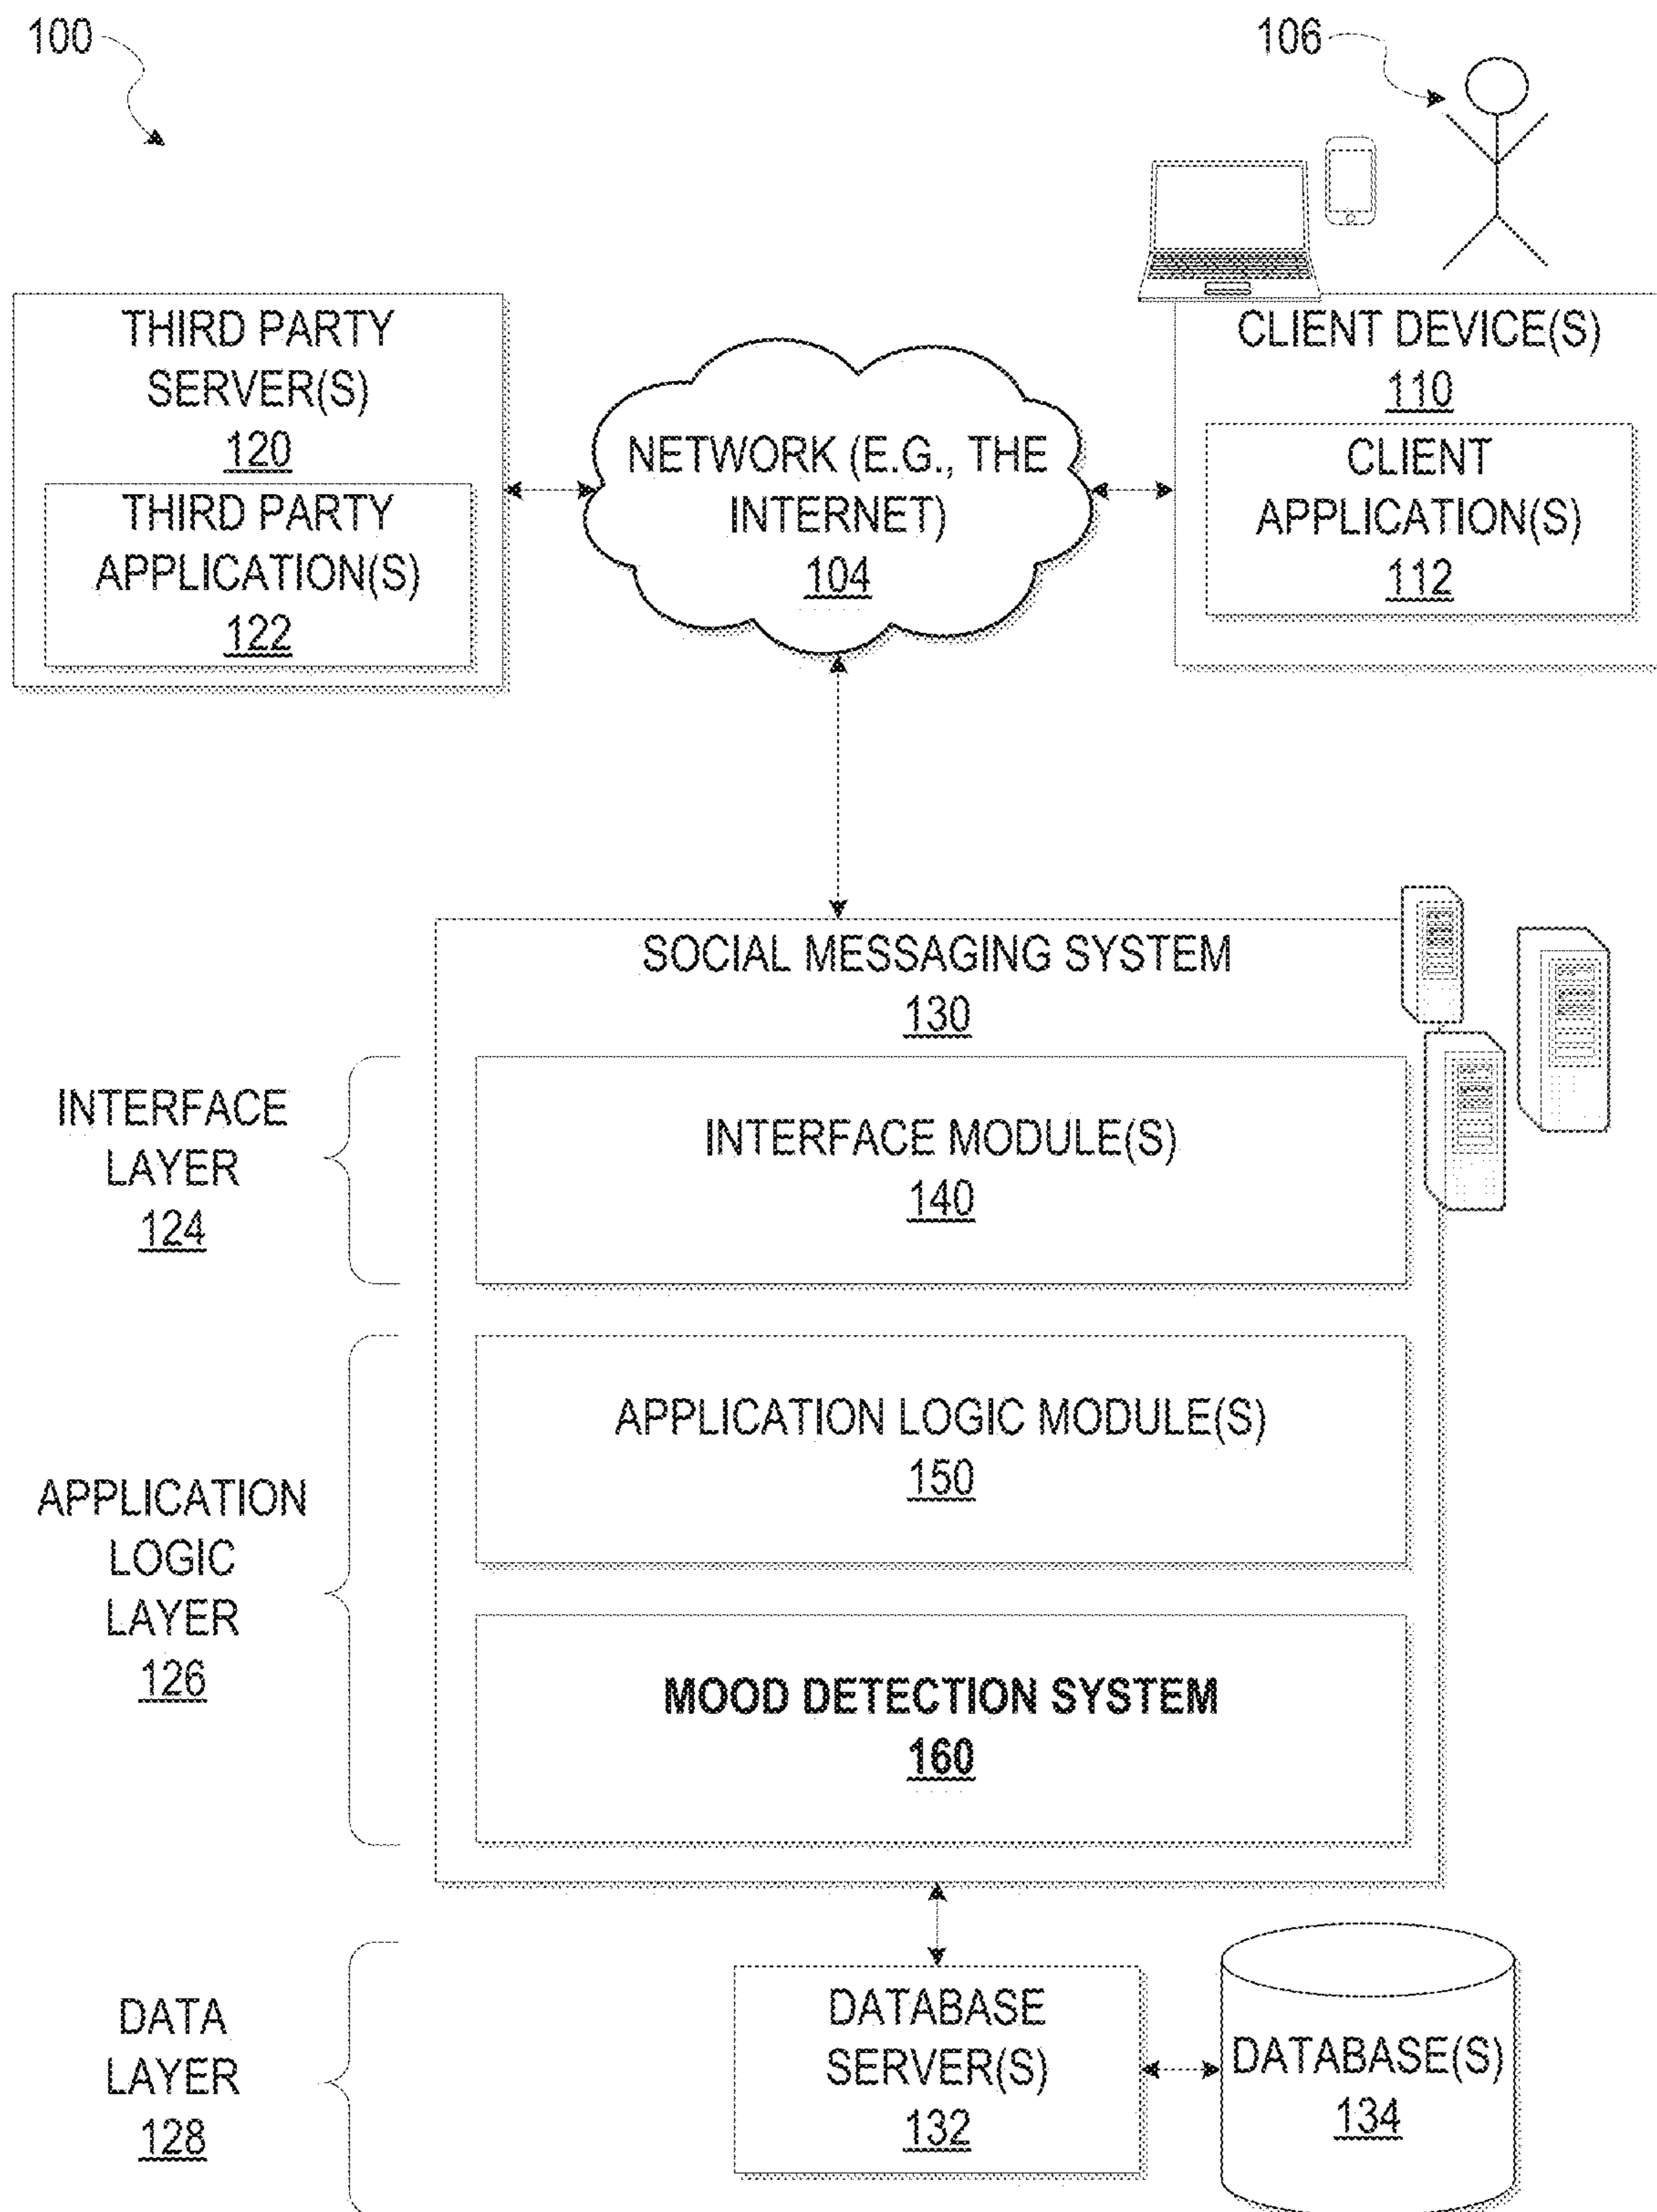 100
106
THIRD PARTY
SERVER(S)
120
THIRD PARTY
APPLICATION(S)
122
NETWORK (E.G., THE
INTERNET)
104
CLIENT DEVICE(S)
110
CLIENT
APPLICATION(S)
112
SOCIAL MESSAGING SYSTEM
130
INTERFACE
LAYER
124
INTERFACE MODULE(S)
140
APPLICATION
LOGIC
LAYER
126
APPLICATION LOGIC MODULE(S)
150
MOOD DETECTION SYSTEM
160
DATA
LAYER
128
DATABASE
SERVER(S)
132
DATABASE(S)
134